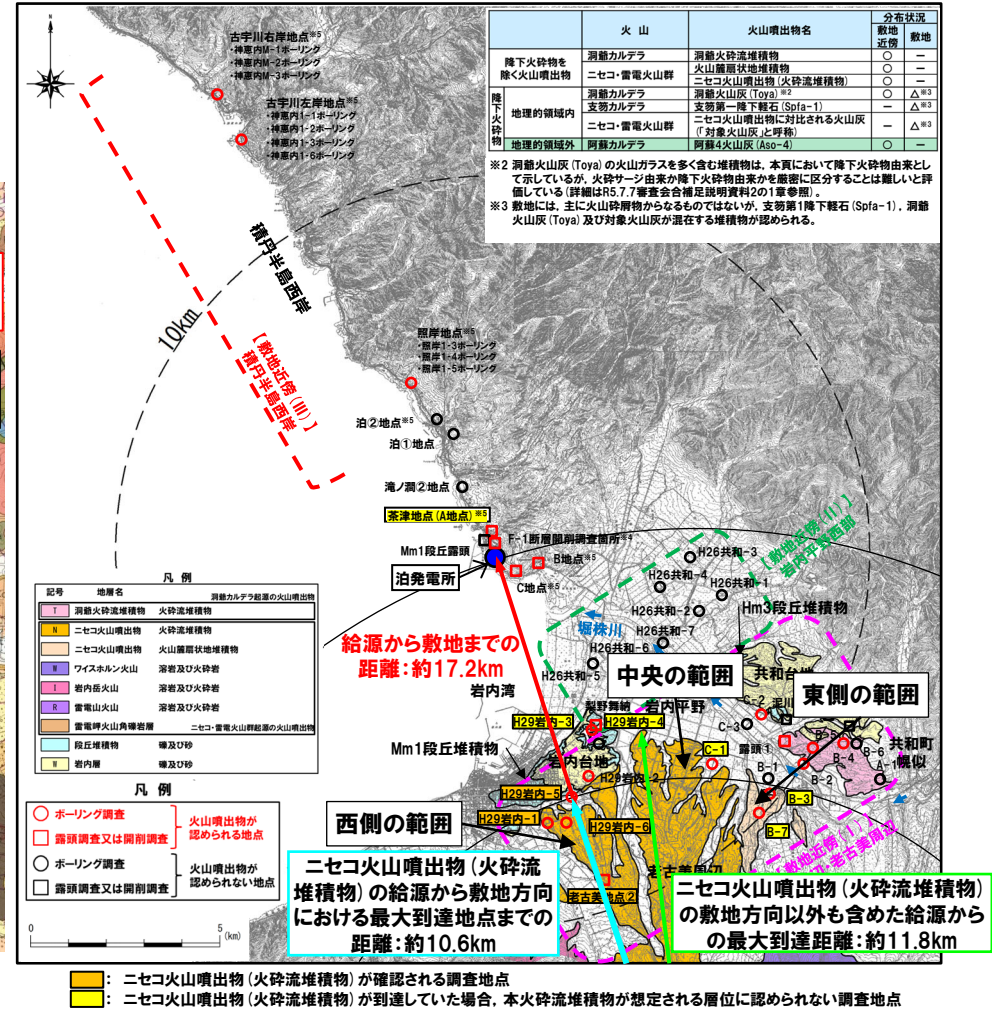 火 山
火山噴出物名
分布状況
敷地近傍
敷地
降下火砕物を除く火山噴出物
洞爺カルデラ
洞爺火砕流堆積物
○
－
ニセコ・雷電火山群
火山麓扇状地堆積物
○
－
ニセコ火山噴出物(火砕流堆積物)
○
－
降下火砕物
地理的領域内
洞爺カルデラ
洞爺火山灰(Toya)※2
○
△※3
支笏カルデラ
支笏第一降下軽石(Spfa-1)
－
△※3
ニセコ・雷電火山群
ニセコ火山噴出物に対比される火山灰
(「対象火山灰」と呼称)
－
△※3
地理的領域外
阿蘇カルデラ
阿蘇4火山灰(Aso-4)
○
－
※2 洞爺火山灰(Toya)の火山ガラスを多く含む堆積物は，本頁において降下火砕物由来とし
て示しているが，火砕サージ由来か降下火砕物由来かを厳密に区分することは難しいと評
価している(詳細はR5.7.7審査会合補足説明資料2の1章参照)。
※3 敷地には，主に火山砕屑物からなるものではないが，支笏第1降下軽石(Spfa-1)，洞爺
火山灰(Toya)及び対象火山灰が混在する堆積物が認められる。
古宇川右岸地点※5
・神恵内M-1ボーリング
・神恵内M-2ボーリング
・神恵内M-3ボーリング
古宇川左岸地点※5
・神恵内1-1ボーリング
・神恵内1-2ボーリング
・神恵内1-3ボーリング
・神恵内1-6ボーリング
積丹半島西岸
10km
【敷地近傍(Ⅲ)】
積丹半島西岸
照岸地点※5
・照岸1-3ボーリング
・照岸1-4ボーリング
・照岸1-5ボーリング
泊②地点※5
泊①地点
滝ノ澗②地点
茶津地点(A地点)※5
F-1断層開削調査箇所※4
Mm1段丘露頭
B地点※5
泊発電所
C地点※5
【敷地近傍(Ⅱ)】
岩内平野西部
H26共和-3
H26共和-4
H26共和-1
H26共和-2
Hm3段丘堆積物
堀株川
H26共和-7
H26共和-6
H26共和-5
給源から敷地までの
距離：約17.2km
中央の範囲
共和台地
東側の範囲
岩内湾
梨野舞納
岩内平野
C-2
泥川
H29岩内-3
H29岩内-4
C-3
Mm1段丘堆積物
岩内台地
C-1
露頭1
B-5
B-4
B-6
共和町
幌似
A-1
B-1
B-2
H29岩内-2
H29岩内-5
B-3
H29岩内-1
H29岩内-6
B-7
西側の範囲
【敷地近傍(Ⅰ)】
老古美周辺
老古美地点2
ニセコ火山噴出物(火砕流
堆積物)の給源から敷地方向
における最大到達地点までの
距離：約10.6km
ニセコ火山噴出物(火砕流堆積物)
の敷地方向以外も含めた給源から
の最大到達距離：約11.8km
凡 例
記号
地層名
洞爺カルデラ起源の火山噴出物
T
洞爺火砕流堆積物
火砕流堆積物
N
ニセコ火山噴出物
火砕流堆積物
ニセコ火山噴出物
火山麓扇状地堆積物
W
ワイスホルン火山
溶岩及び火砕岩
I
岩内岳火山
溶岩及び火砕岩
R
雷電山火山
溶岩及び火砕岩
雷電岬火山角礫岩層
ニセコ・雷電火山群起源の火山噴出物
段丘堆積物
礫及び砂
W
岩内層
礫及び砂
凡 例
ボーリング調査
露頭調査又は開削調査
火山噴出物が
認められる地点
ボーリング調査
露頭調査又は開削調査
火山噴出物が
認められない地点
0
5
(km)
： ニセコ火山噴出物(火砕流堆積物)が確認される調査地点
： ニセコ火山噴出物(火砕流堆積物)が到達していた場合，本火砕流堆積物が想定される層位に認められない調査地点